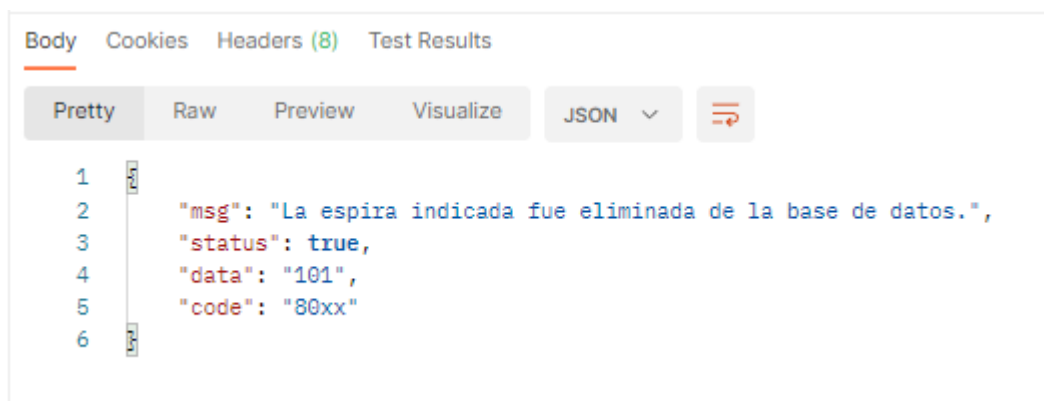 Body Cookies Headers (8) Test Results
Pretty Raw Preview Visualize JSON
1 {
2 "msg": "La espira indicada fue eliminada de la base de datos.",
3 "status": true,
4 "data": "101",
5 "code": "80xx"
6 }